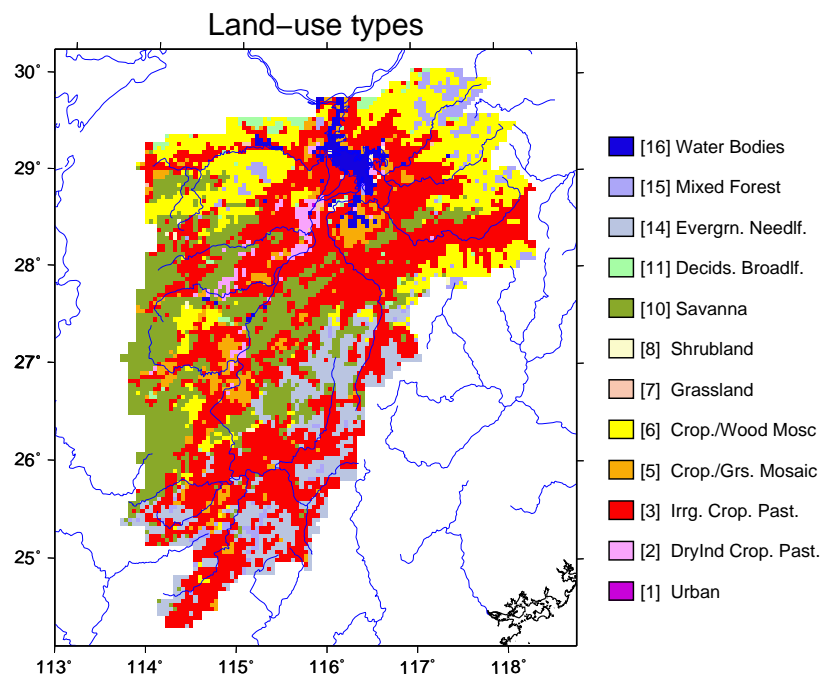 Land−use types
30˚
29˚
28˚
27˚
26˚
25˚
113˚ 114˚ 115˚ 116˚ 117˚ 118˚
[16] Water Bodies
[15] Mixed Forest
[14] Evergrn. Needlf.
[11] Decids. Broadlf.
[10] Savanna
[8] Shrubland
[7] Grassland
[6] Crop./Wood Mosc
[5] Crop./Grs. Mosaic
[3] Irrg. Crop. Past.
[2] DryInd Crop. Past.
[1] Urban